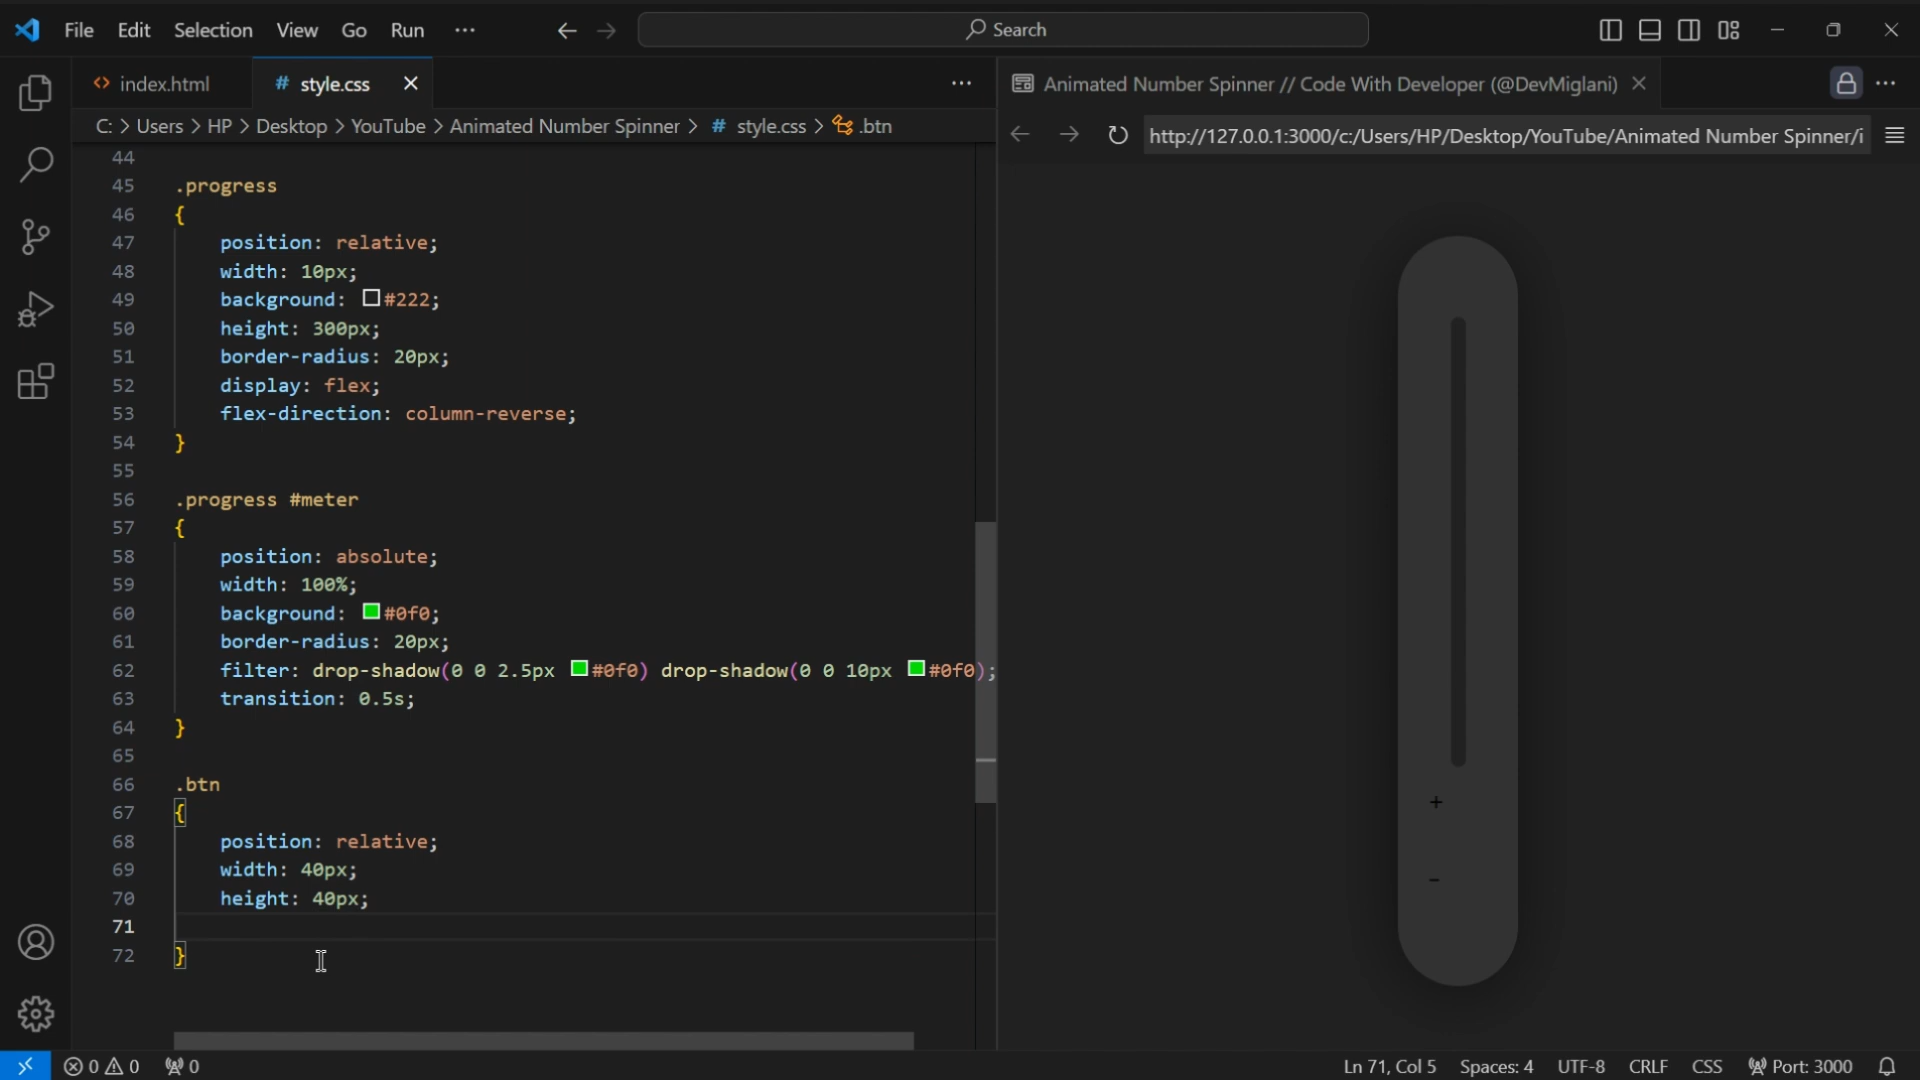 File Edit Selection View Go Run ··· ← → Search
index.html # style.css × ···
C: > Users > HP > Desktop > YouTube > Animated Number Spinner > # style.css > .btn
44
45 .progress
46 {
47 position: relative;
48 width: 10px;
49 background: #222;
50 height: 300px;
51 border-radius: 20px;
52 display: flex;
53 flex-direction: column-reverse;
54 }
55
56 .progress #meter
57 {
58 position: absolute;
59 width: 100%;
60 background: #0f0;
61 border-radius: 20px;
62 filter: drop-shadow(0 0 2.5px #0f0) drop-shadow(0 0 10px #0f0);
63 transition: 0.5s;
64 }
65
66 .btn
67 {
68 position: relative;
69 width: 40px;
70 height: 40px;
71
72 }
Animated Number Spinner // Code With Developer (@DevMiglani) × ···
http://127.0.0.1:3000/c:/Users/HP/Desktop/YouTube/Animated Number Spinner/i
+
-
0 0 0 Ln 71, Col 5 Spaces: 4 UTF-8 CRLF CSS Port: 3000